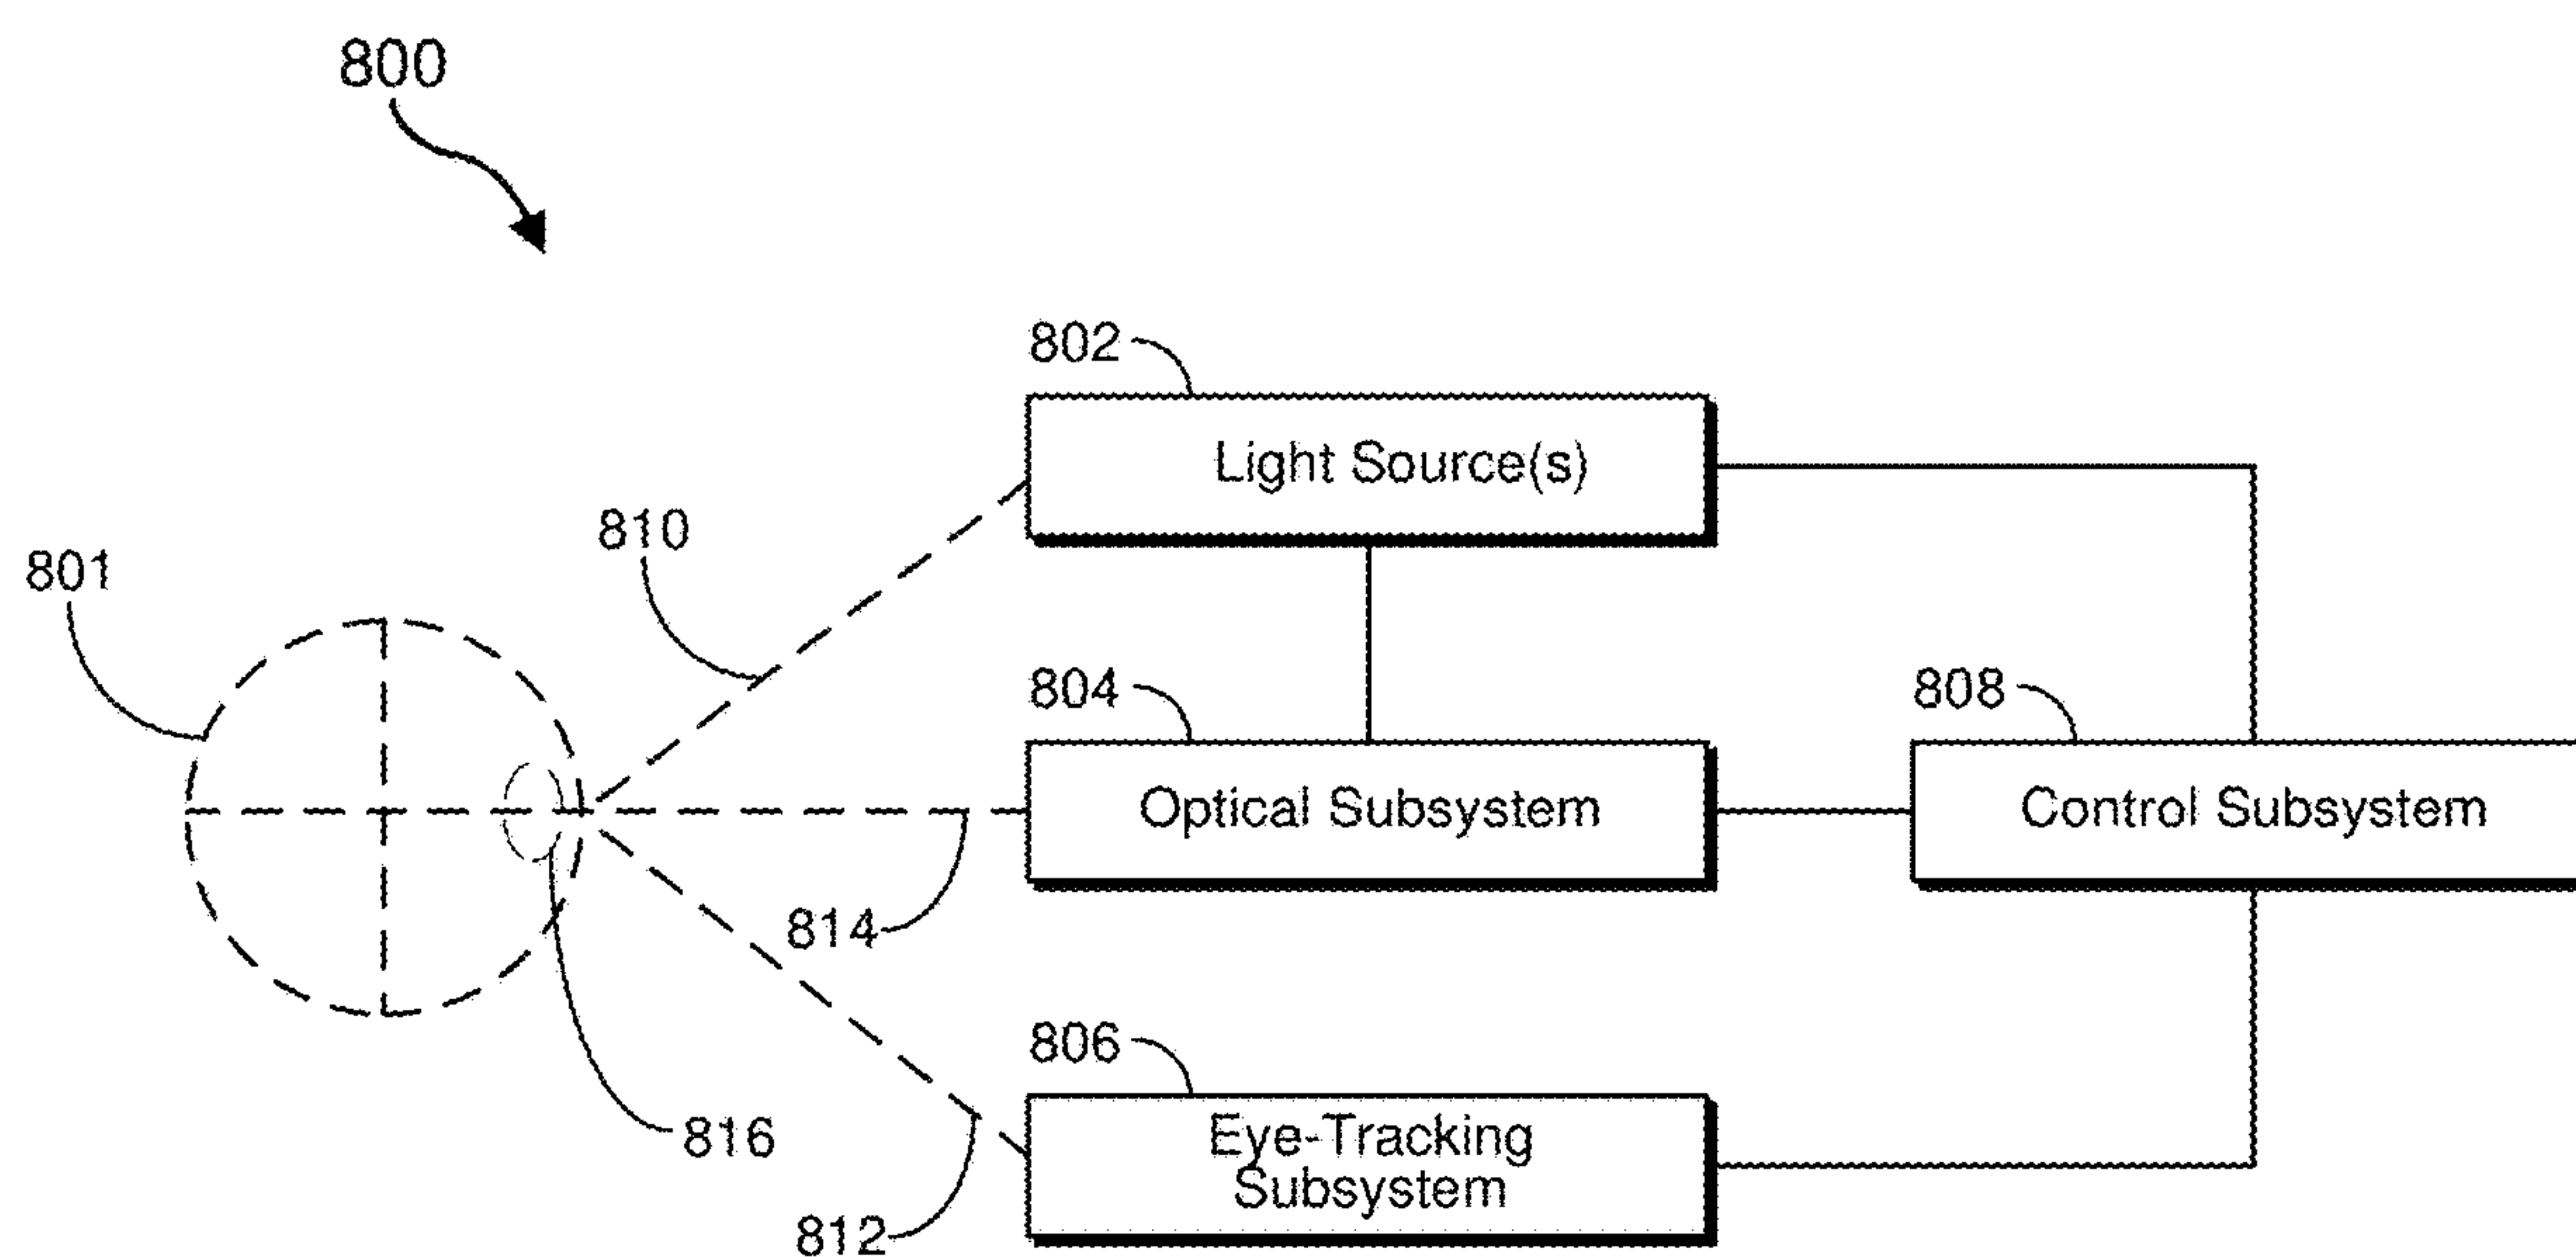 800
802
Light Source(s)
810
801
804
808
Optical Subsystem
Control Subsystem
814
806
Eye-Tracking
Subsystem
816
812